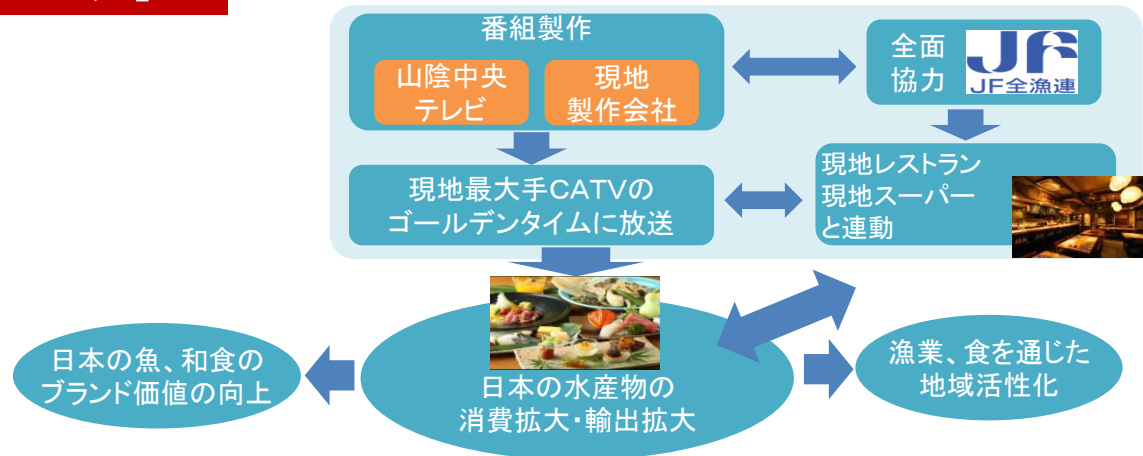 番組製作
山陰中央
テレビ
現地
製作会社
全面
協力
JF
JF全漁連
現地最大手CATVの
ゴールデンタイムに放送
現地レストラン
現地スーパー
と連動
日本の魚、和食の
ブランド価値の向上
日本の水産物の
消費拡大・輸出拡大
漁業、食を通じた
地域活性化